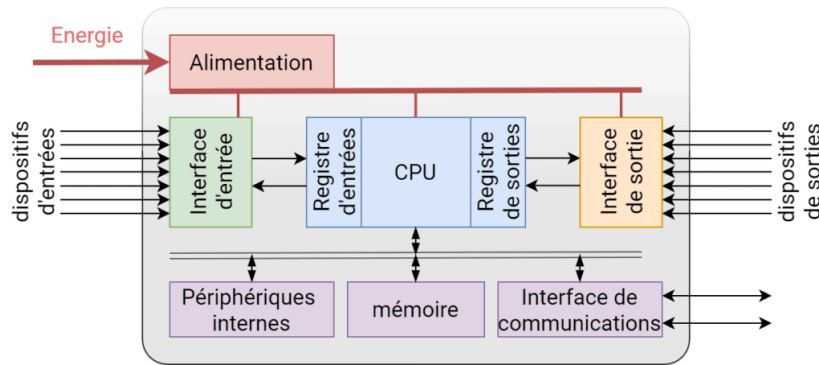 Energie
Alimentation
dispositifs
d'entrées
Interface
d'entrée
Registre
d'entrées
CPU
Registre
de sorties
Interface
de sortie
dispositifs
de sorties
Périphériques
internes
mémoire
Interface de
communications